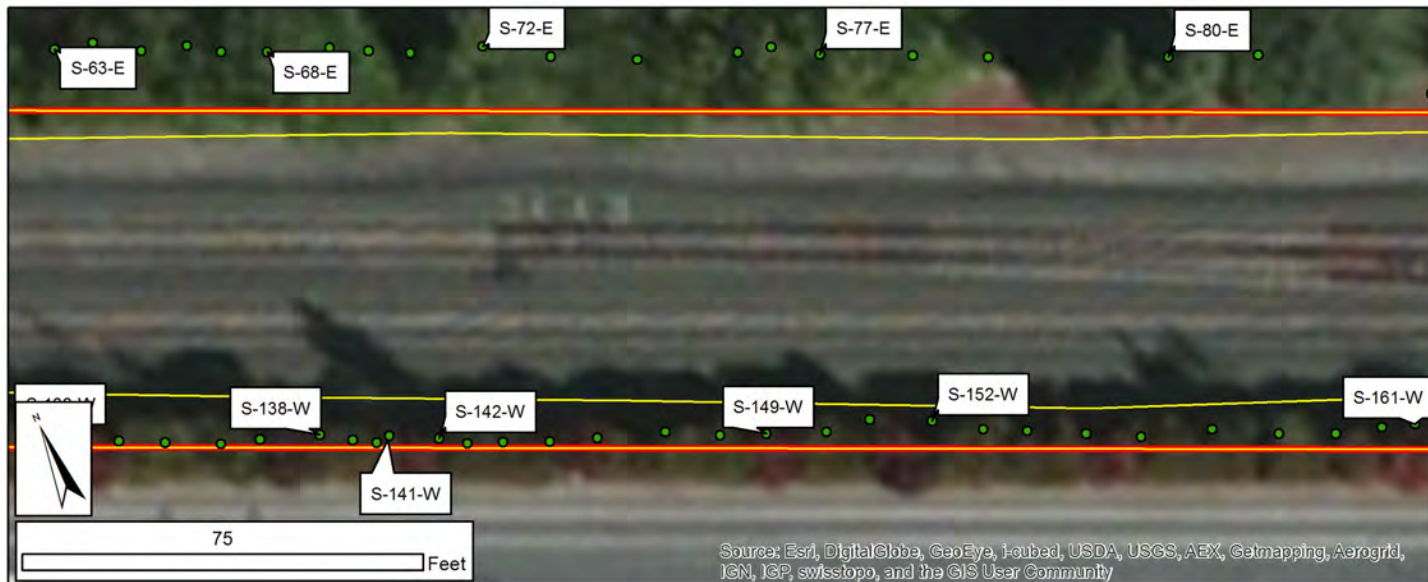 S-72-E
S-77-E
S-80-E
S-63-E
S-68-E
S-138-W
S-142-W
S-149-W
S-152-W
S-161-W
S-141-W
N
75
Feet
Source: Esri, DigitalGlobe, GeoEye, i-cubed, USDA, USGS, AEX, Getmapping, Aerogrid,
IGN, IGP, swisstopo, and the GIS User Community